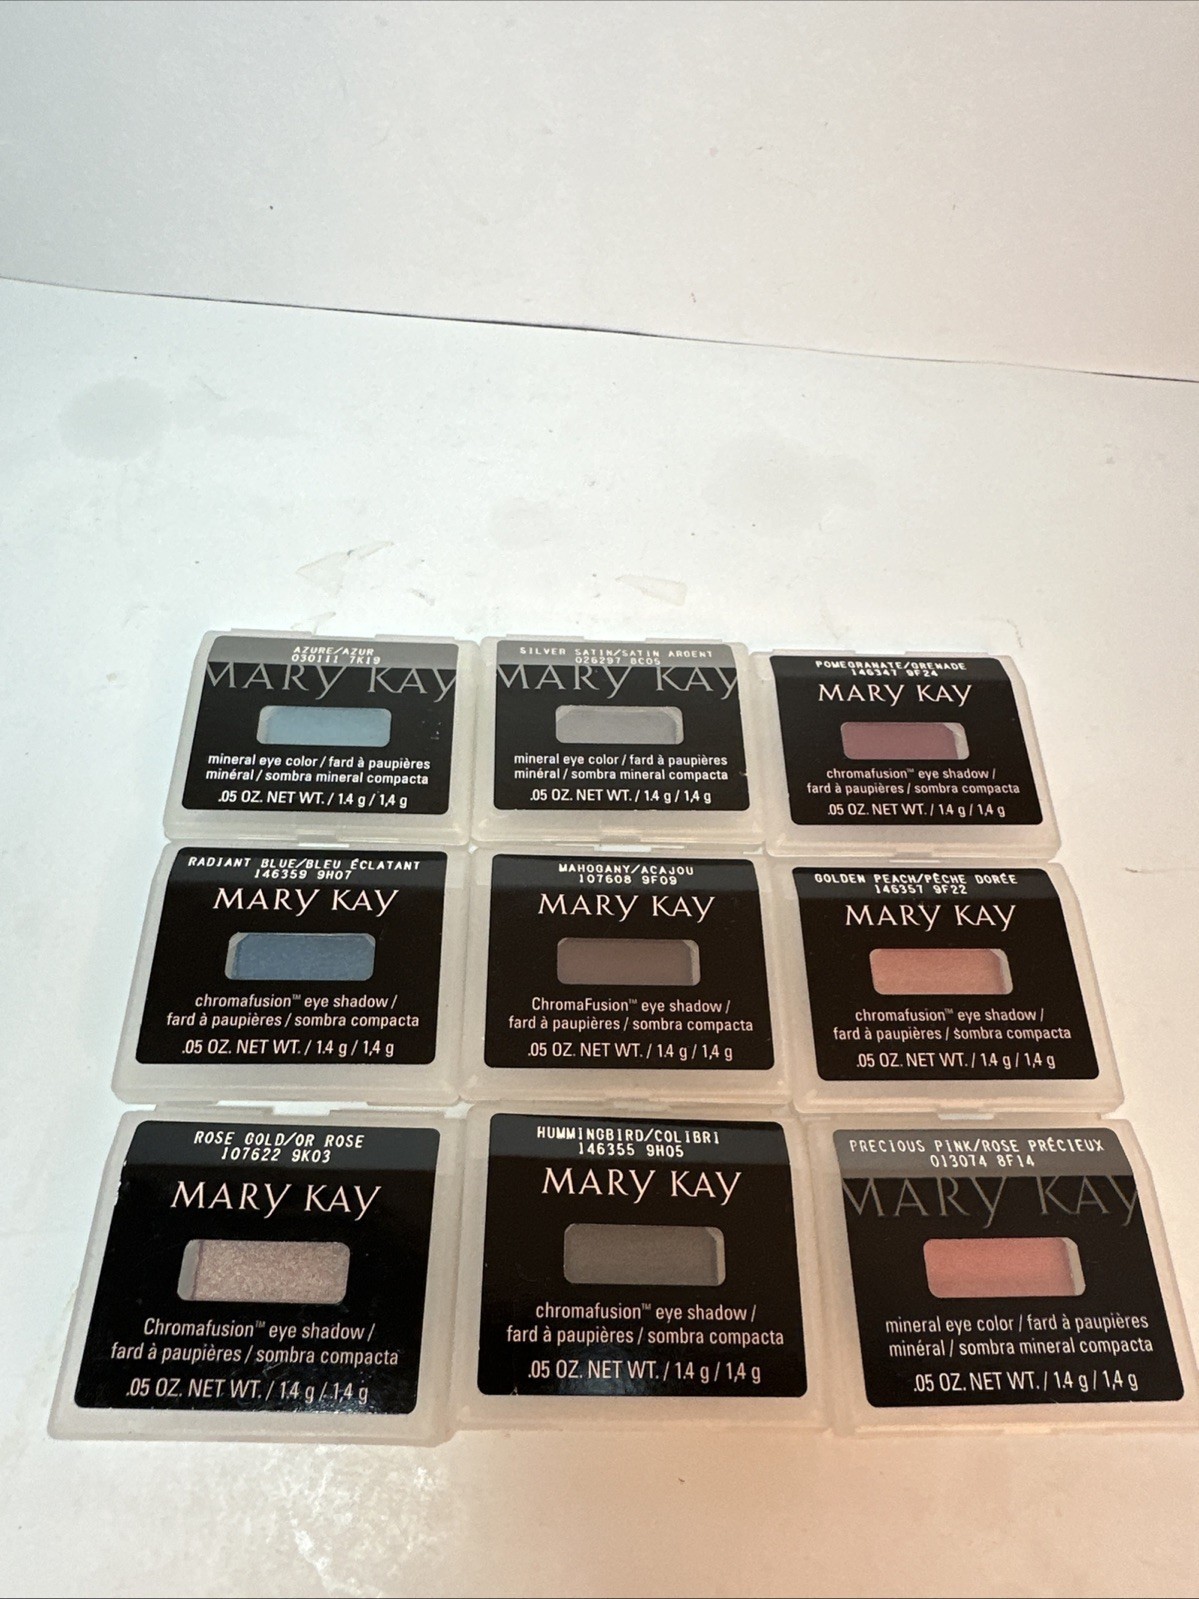 AZURE/AZUR
030111 7K19
MARY KAY
mineral eye color / fard à paupières
minéral / sombra mineral compacta
.05 OZ. NET WT. / 1.4 g / 1,4 g
SILVER SATIN/SATIN ARGENT
026297 8C05
MARY KAY
mineral eye color / fard à paupières
minéral / sombra mineral compacta
.05 OZ. NET WT. / 1.4 g / 1,4 g
POMEGRANATE/GRENADE
146347 9F24
MARY KAY
chromafusion™ eye shadow /
fard à paupières / sombra compacta
.05 OZ. NET WT. / 1.4 g / 1,4 g
RADIANT BLUE/BLEU ÉCLATANT
146359 9H07
MARY KAY
chromafusion™ eye shadow /
fard à paupières / sombra compacta
.05 OZ. NET WT. / 1.4 g / 1,4 g
MAHOGANY/ACAJOU
107608 9F09
MARY KAY
ChromaFusion™ eye shadow /
fard à paupières / sombra compacta
.05 OZ. NET WT. / 1.4 g / 1,4 g
GOLDEN PEACH/PÊCHE DORÉE
146357 9F22
MARY KAY
chromafusion™ eye shadow /
fard à paupières / sombra compacta
.05 OZ. NET WT. / 1.4 g / 1,4 g
ROSE GOLD/OR ROSE
107622 9K03
MARY KAY
Chromafusion™ eye shadow /
fard à paupières / sombra compacta
.05 OZ. NET WT. / 1.4 g / 1,4 g
HUMMINGBIRD/COLIBRI
146355 9H05
MARY KAY
chromafusion™ eye shadow /
fard à paupières / sombra compacta
.05 OZ. NET WT. / 1.4 g / 1,4 g
PRECIOUS PINK/ROSE PRÉCIEUX
013074 8F14
MARY KAY
mineral eye color / fard à paupières
minéral / sombra mineral compacta
.05 OZ. NET WT. / 1.4 g / 1,4 g